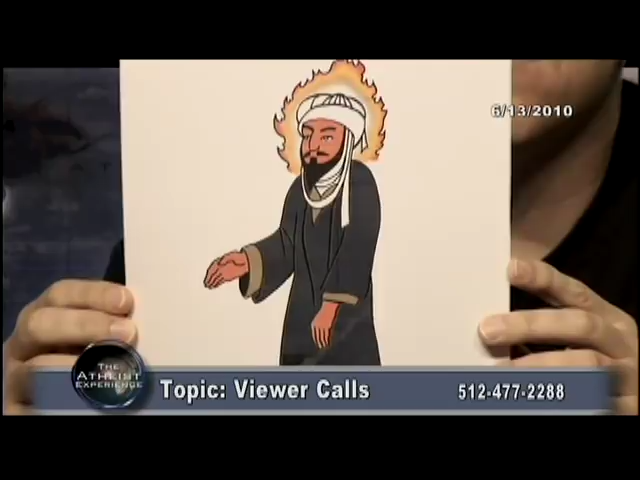 6/13/2010
THE
ATHEIST
EXPERIENCE
Topic: Viewer Calls
512-477-2288